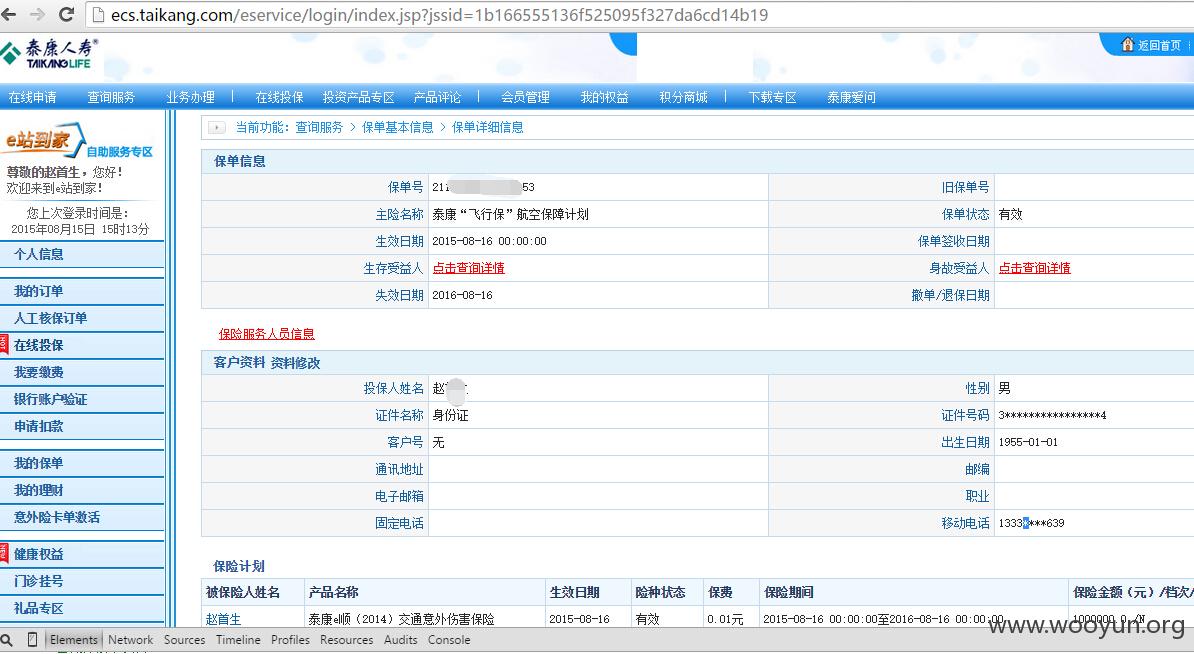 ecs.taikang.com/eservice/login/index.jsp?jssid=1b166555136f525095f327da6cd14b19
泰康人寿®
TAIKANG LIFE
返回首页
在线申请 查询服务 业务办理 | 在线投保 投资产品专区 产品评论 | 会员管理 我的权益 积分商城 | 下载专区 泰康爱问
e站到家 自助服务专区
尊敬的赵首生，您好！
欢迎来到e站到家！
您上次登录时间是：
2015年08月15日 15时13分
个人信息
我的订单
人工核保订单
HOT 在线投保
我要缴费
银行账户验证
申请扣款
我的保单
我的理财
意外险卡单激活
NEW 健康权益
门诊挂号
礼品专区
当前功能：查询服务 > 保单基本信息 > 保单详细信息
保单信息
保单号 211 53 旧保单号
主险名称 泰康“飞行保”航空保障计划 保单状态 有效
生效日期 2015-08-16 00:00:00 保单签收日期
生存受益人 点击查询详情 身故受益人 点击查询详情
失效日期 2016-08-16 撤单/退保日期
保险服务人员信息
客户资料 资料修改
投保人姓名 赵 性别 男
证件名称 身份证 证件号码 3****************4
客户号 无 出生日期 1955-01-01
通讯地址 邮编
电子邮箱 职业
固定电话 移动电话 1333****639
保险计划
被保险人姓名 产品名称 生效日期 险种状态 保费 保险期间 保险金额（元）/档次/
赵首生 泰康e顺（2014）交通意外伤害保险 2015-08-16 有效 0.01元 2015-08-16 00:00:00至2016-08-16 00:00:00 1000000.0 /N
www.wooyun.org
Elements Network Sources Timeline Profiles Resources Audits Console